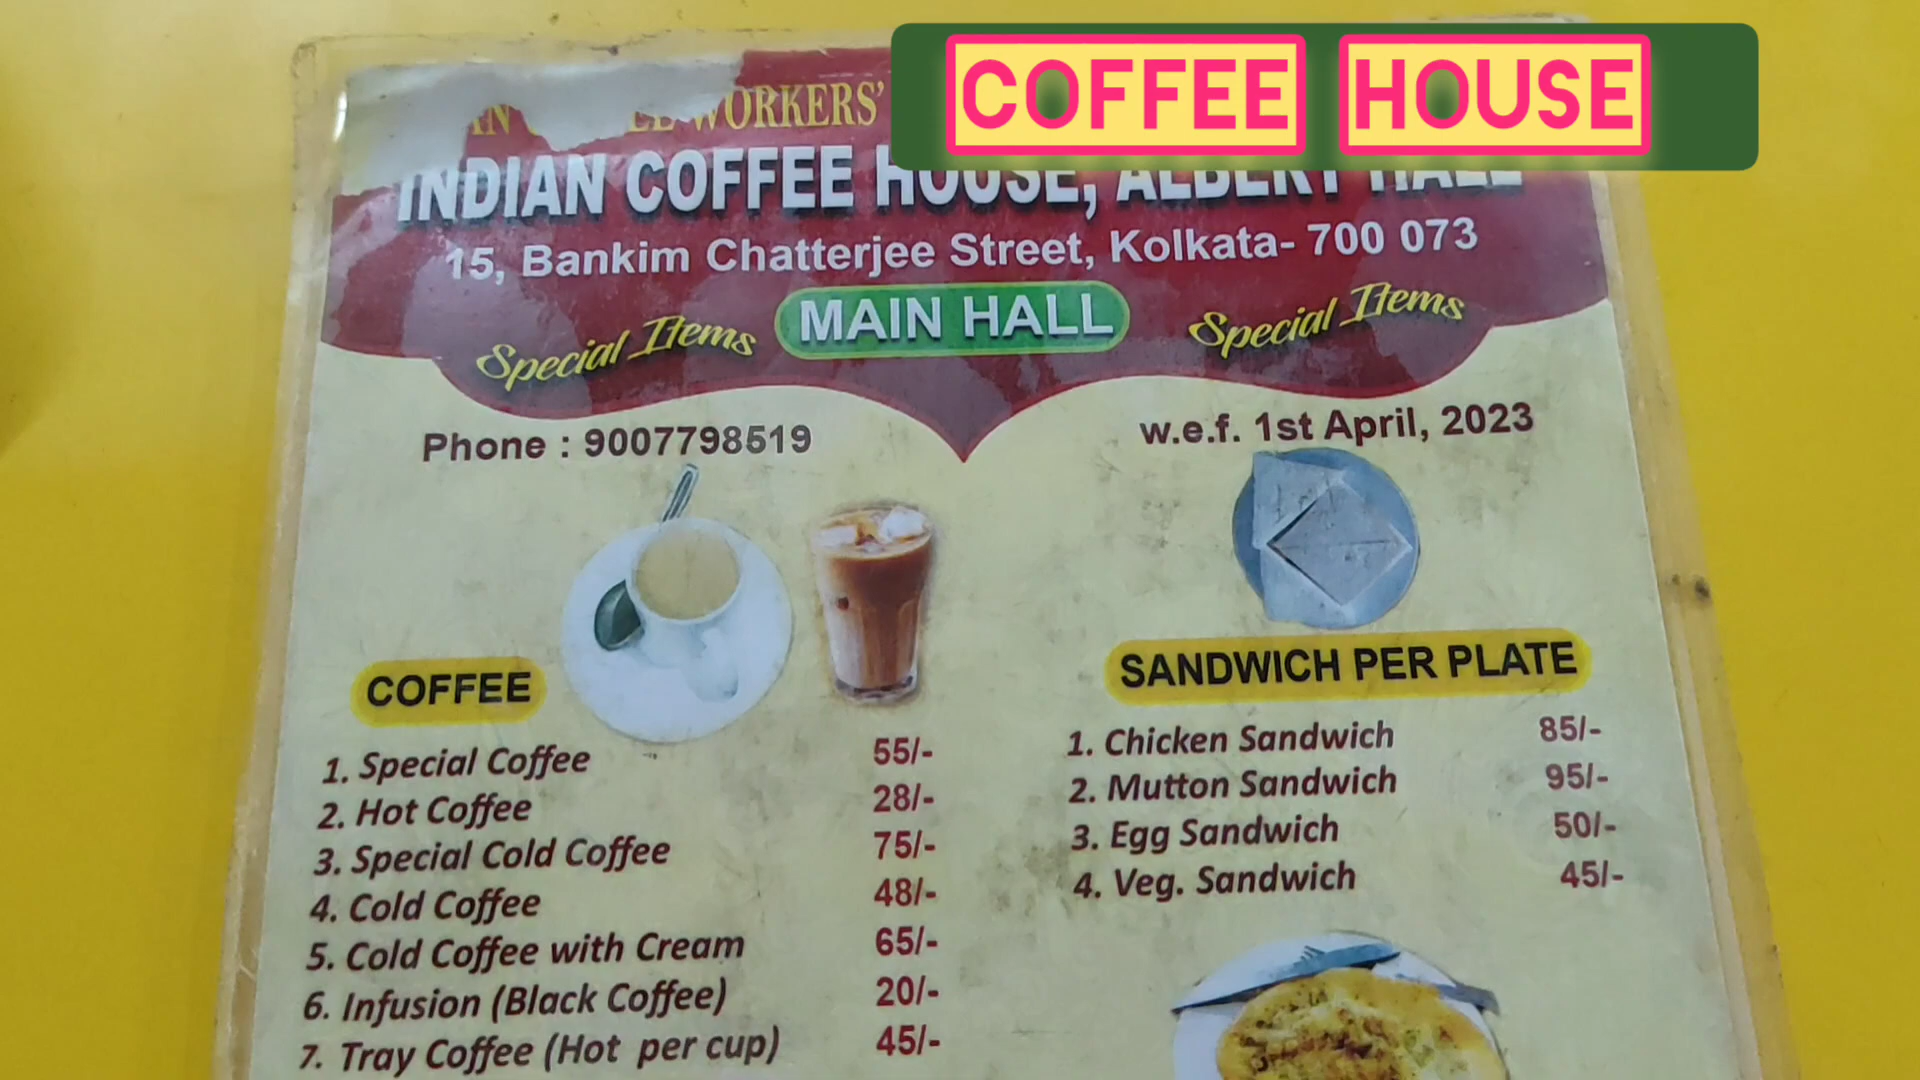 COFFEE HOUSE
WORKERS'
INDIAN COFFEE HOUSE, ALBERT HALL
15, Bankim Chatterjee Street, Kolkata- 700 073
Special Items MAIN HALL Special Items
Phone : 9007798519
w.e.f. 1st April, 2023
COFFEE
1. Special Coffee 55/-
2. Hot Coffee 28/-
3. Special Cold Coffee 75/-
4. Cold Coffee 48/-
5. Cold Coffee with Cream 65/-
6. Infusion (Black Coffee) 20/-
7. Tray Coffee (Hot per cup) 45/-
SANDWICH PER PLATE
1. Chicken Sandwich 85/-
2. Mutton Sandwich 95/-
3. Egg Sandwich 50/-
4. Veg. Sandwich 45/-